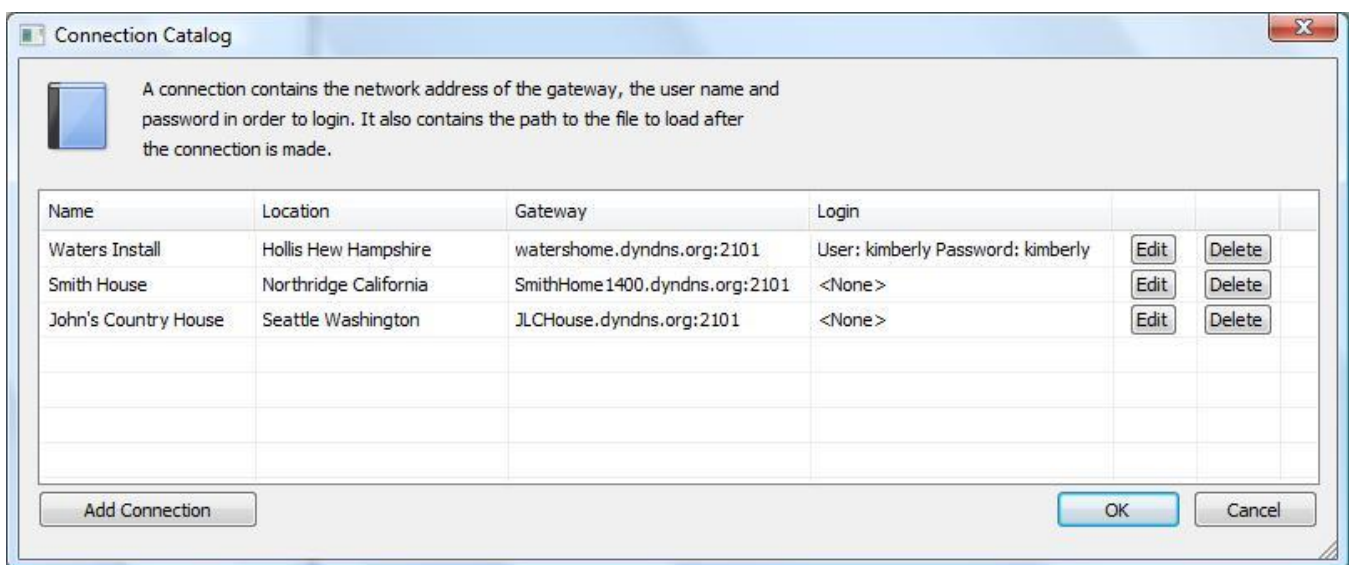 Connection Catalog
A connection contains the network address of the gateway, the user name and
password in order to login. It also contains the path to the file to load after
the connection is made.
Name Location Gateway Login
Waters Install Hollis Hew Hampshire watershome.dyndns.org:2101 User: kimberly Password: kimberly Edit Delete
Smith House Northridge California SmithHome1400.dyndns.org:2101 <None> Edit Delete
John's Country House Seattle Washington JLCHouse.dyndns.org:2101 <None> Edit Delete
Add Connection OK Cancel